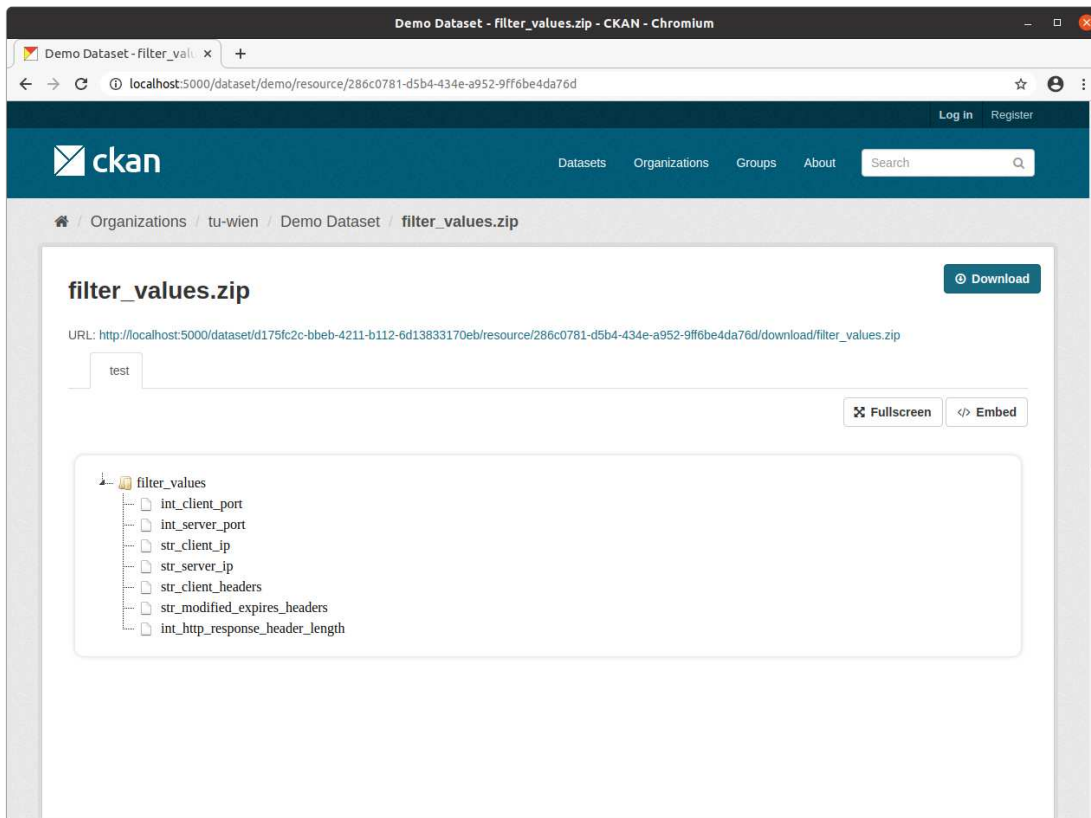 Demo Dataset - filter_values.zip - CKAN - Chromium
Demo Dataset - filter_val
localhost:5000/dataset/demo/resource/286c0781-d5b4-434e-a952-9ff6be4da76d
Log in Register
ckan Datasets Organizations Groups About Search
/ Organizations / tu-wien / Demo Dataset / filter_values.zip
Download
filter_values.zip
URL: http://localhost:5000/dataset/d175fc2c-bbeb-4211-b112-6d13833170eb/resource/286c0781-d5b4-434e-a952-9ff6be4da76d/download/filter_values.zip
test
Fullscreen </> Embed
filter_values
int_client_port
int_server_port
str_client_ip
str_server_ip
str_client_headers
str_modified_expires_headers
int_http_response_header_length